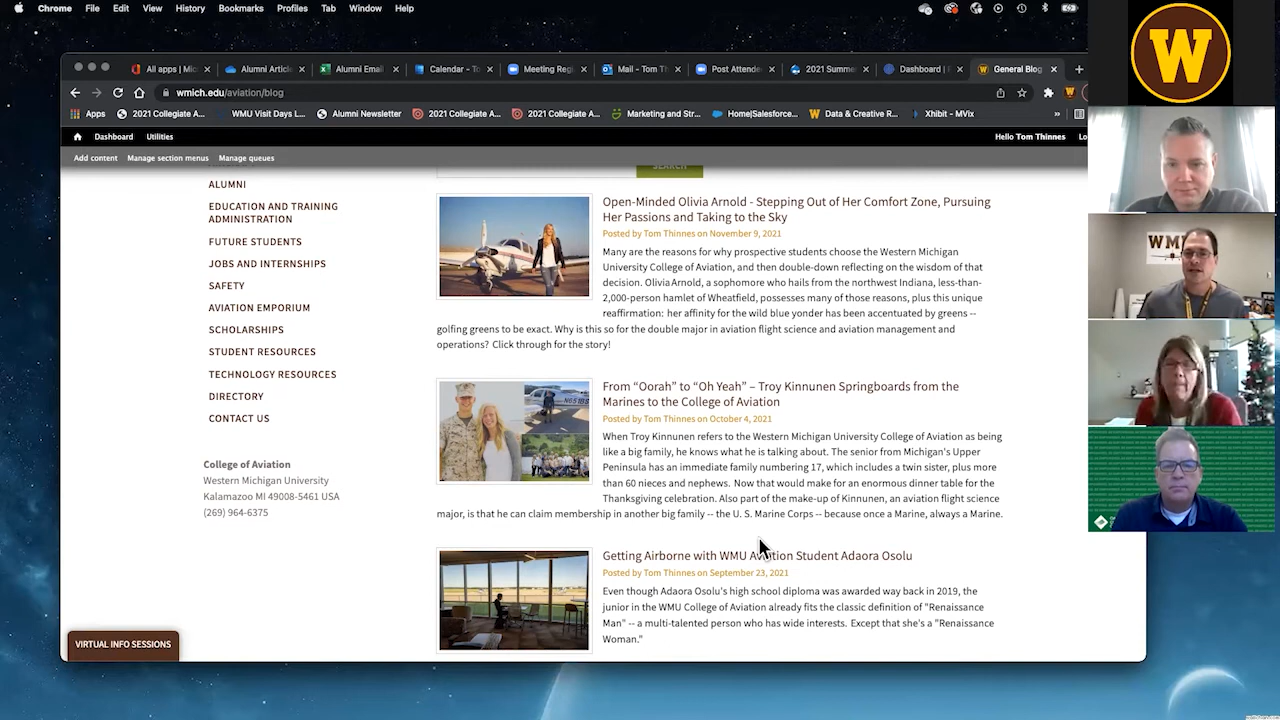 Chrome File Edit View History Bookmarks Profiles Tab Window Help
All apps | Mic Alumni Article Alumni Email Calendar - To Meeting Regi Mail - Tom Th Post Attende 2021 Summe Dashboard | General Blog
wmich.edu/aviation/blog
Apps 2021 Collegiate A... WMU Visit Days L... Alumni Newsletter 2021 Collegiate A... 2021 Collegiate A... Marketing and Str... Home|Salesforce... Data & Creative R... Xhibit - MVix »
Dashboard Utilities Hello Tom Thinnes Lo
Add content Manage section menus Manage queues
SEARCH
ALUMNI
EDUCATION AND TRAINING
ADMINISTRATION
FUTURE STUDENTS
JOBS AND INTERNSHIPS
SAFETY
AVIATION EMPORIUM
SCHOLARSHIPS
STUDENT RESOURCES
TECHNOLOGY RESOURCES
DIRECTORY
CONTACT US
College of Aviation
Western Michigan University
Kalamazoo MI 49008-5461 USA
(269) 964-6375
VIRTUAL INFO SESSIONS
Open-Minded Olivia Arnold - Stepping Out of Her Comfort Zone, Pursuing
Her Passions and Taking to the Sky
Posted by Tom Thinnes on November 9, 2021
Many are the reasons for why prospective students choose the Western Michigan
University College of Aviation and then double-down reflecting on the wisdom of that
decision. Olivia Arnold, a sophomore who hails from the northwest Indiana, less-than-
2,000-person hamlet of Wheatfield, possesses many of those reasons, plus this unique
reaffirmation: her affinity for the wild blue yonder has been accentuated by greens --
golfing greens to be exact. Why is this so for the double major in aviation flight science and aviation management and
operations? Click through for the story!
From “Oorah” to “Oh Yeah” – Troy Kinnunen Springboards from the
Marines to the College of Aviation
Posted by Tom Thinnes on October 4, 2021
When Troy Kinnunen refers to the Western Michigan University College of Aviation as being
like a big family, he knows what he is talking about. The senior from Michigan's Upper
Peninsula has an immediate family numbering 17, which includes a twin sister, plus more
than 60 nieces and nephews. Now that would make for an enormous dinner table for the
Thanksgiving celebration. Also part of the run-up for Kinnunen, an aviation flight science
major, is that he can claim membership in another big family -- the U. S. Marine Corps -- because once a Marine, always a Marine.
Getting Airborne with WMU Aviation Student Adaora Osolu
Posted by Tom Thinnes on September 23, 2021
Even though Adaora Osolu's high school diploma was awarded way back in 2019, the
junior in the WMU College of Aviation already fits the classic definition of "Renaissance
Man" -- a multi-talented person who has wide interests. Except that she's a "Renaissance
Woman."
W
WMU